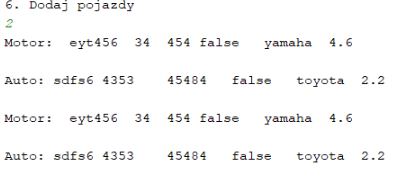 6. Dodaj pojazdy
2
Motor: eyt456 34 454 false yamaha 4.6
Auto: sdfs6 4353 45484 false toyota 2.2
Motor: eyt456 34 454 false yamaha 4.6
Auto: sdfs6 4353 45484 false toyota 2.2